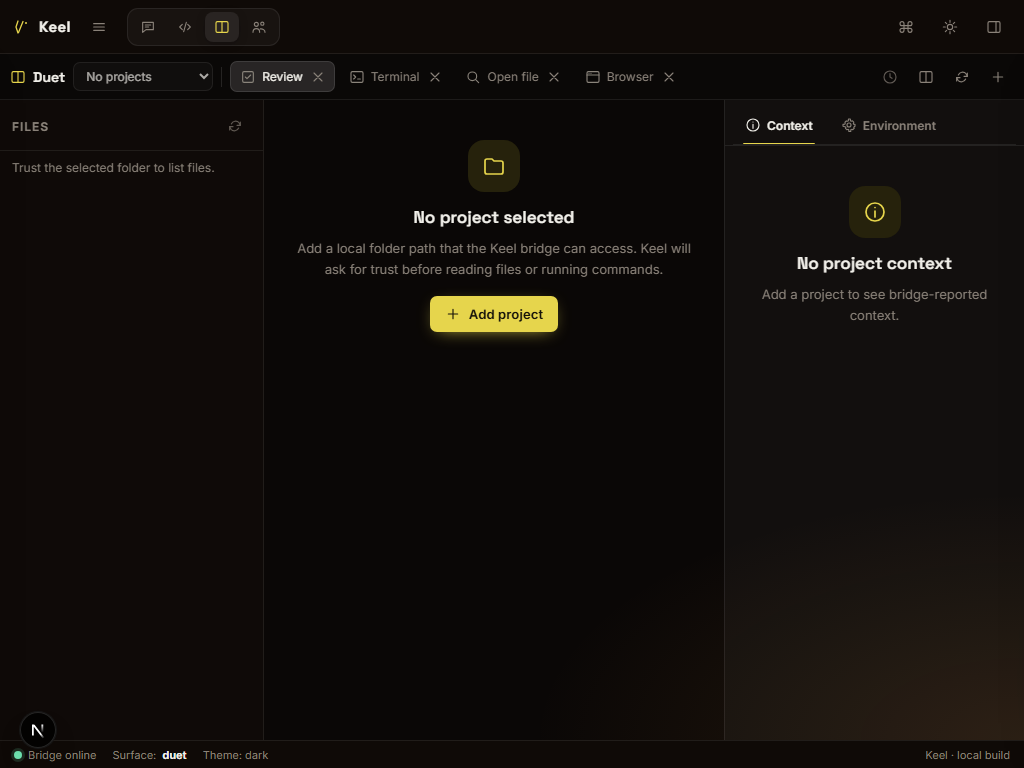 Keel
Duet
No projects
Review
Terminal
Open file
Browser
FILES
Trust the selected folder to list files.
No project selected
Add a local folder path that the Keel bridge can access. Keel will
ask for trust before reading files or running commands.
Add project
Context
Environment
No project context
Add a project to see bridge-reported
context.
N
Bridge online
Surface: duet
Theme: dark
Keel · local build